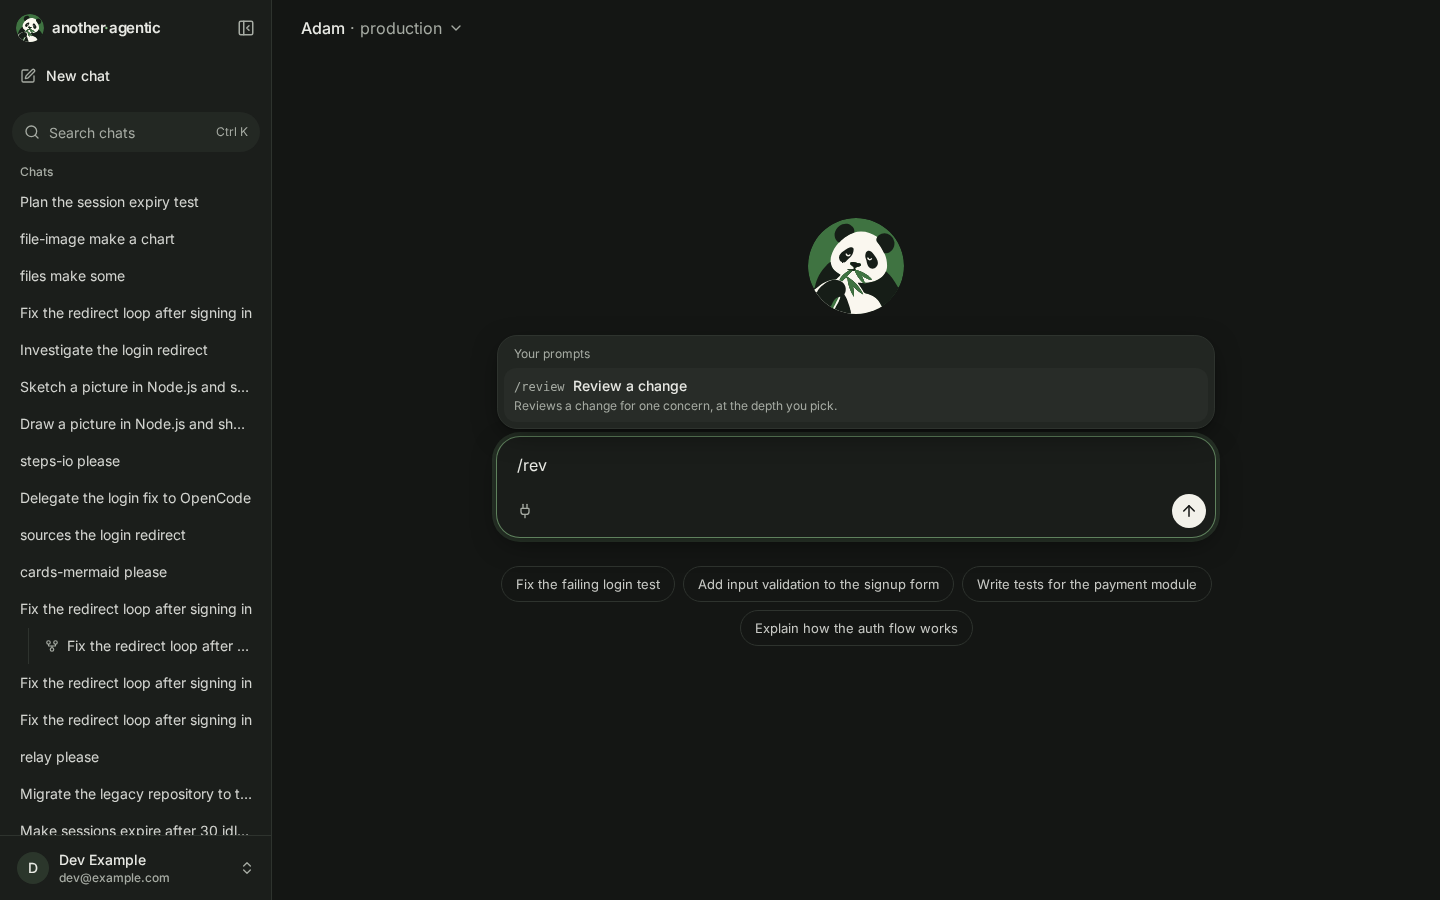 another·agentic
New chat
Search chats Ctrl K
Chats
Plan the session expiry test
file-image make a chart
files make some
Fix the redirect loop after signing in
Investigate the login redirect
Sketch a picture in Node.js and s...
Draw a picture in Node.js and sh...
steps-io please
Delegate the login fix to OpenCode
sources the login redirect
cards-mermaid please
Fix the redirect loop after signing in
Fix the redirect loop after ...
Fix the redirect loop after signing in
Fix the redirect loop after signing in
relay please
Migrate the legacy repository to t...
Make sessions expire after 30 idl...
D
Dev Example
dev@example.com
Adam · production
Your prompts
/review Review a change
Reviews a change for one concern, at the depth you pick.
/rev
Fix the failing login test
Add input validation to the signup form
Write tests for the payment module
Explain how the auth flow works